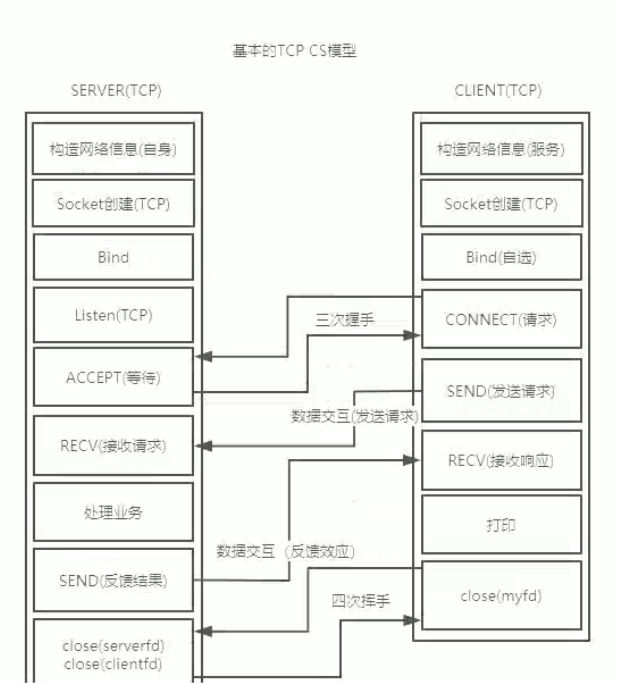 基本的TCP CS模型
SERVER(TCP)
构造网络信息(自身)
Socket创建(TCP)
Bind
Listen(TCP)
ACCEPT(等待)
RECV(接收请求)
处理业务
SEND(反馈结果)
close(serverfd)
close(clientfd)
三次握手
数据交互(发送请求)
数据交互（反馈效应）
四次挥手
CLIENT(TCP)
构造网络信息(服务)
Socket创建(TCP)
Bind(自选)
CONNECT(请求)
SEND(发送请求)
RECV(接收响应)
打印
close(myfd)